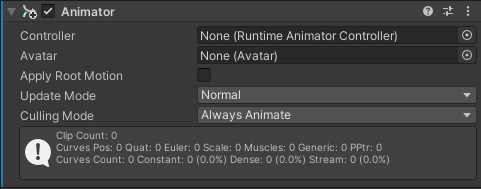 Animator
Controller None (Runtime Animator Controller)
Avatar None (Avatar)
Apply Root Motion
Update Mode Normal
Culling Mode Always Animate
Clip Count: 0
Curves Pos: 0 Quat: 0 Euler: 0 Scale: 0 Muscles: 0 Generic: 0 PPtr: 0
Curves Count: 0 Constant: 0 (0.0%) Dense: 0 (0.0%) Stream: 0 (0.0%)